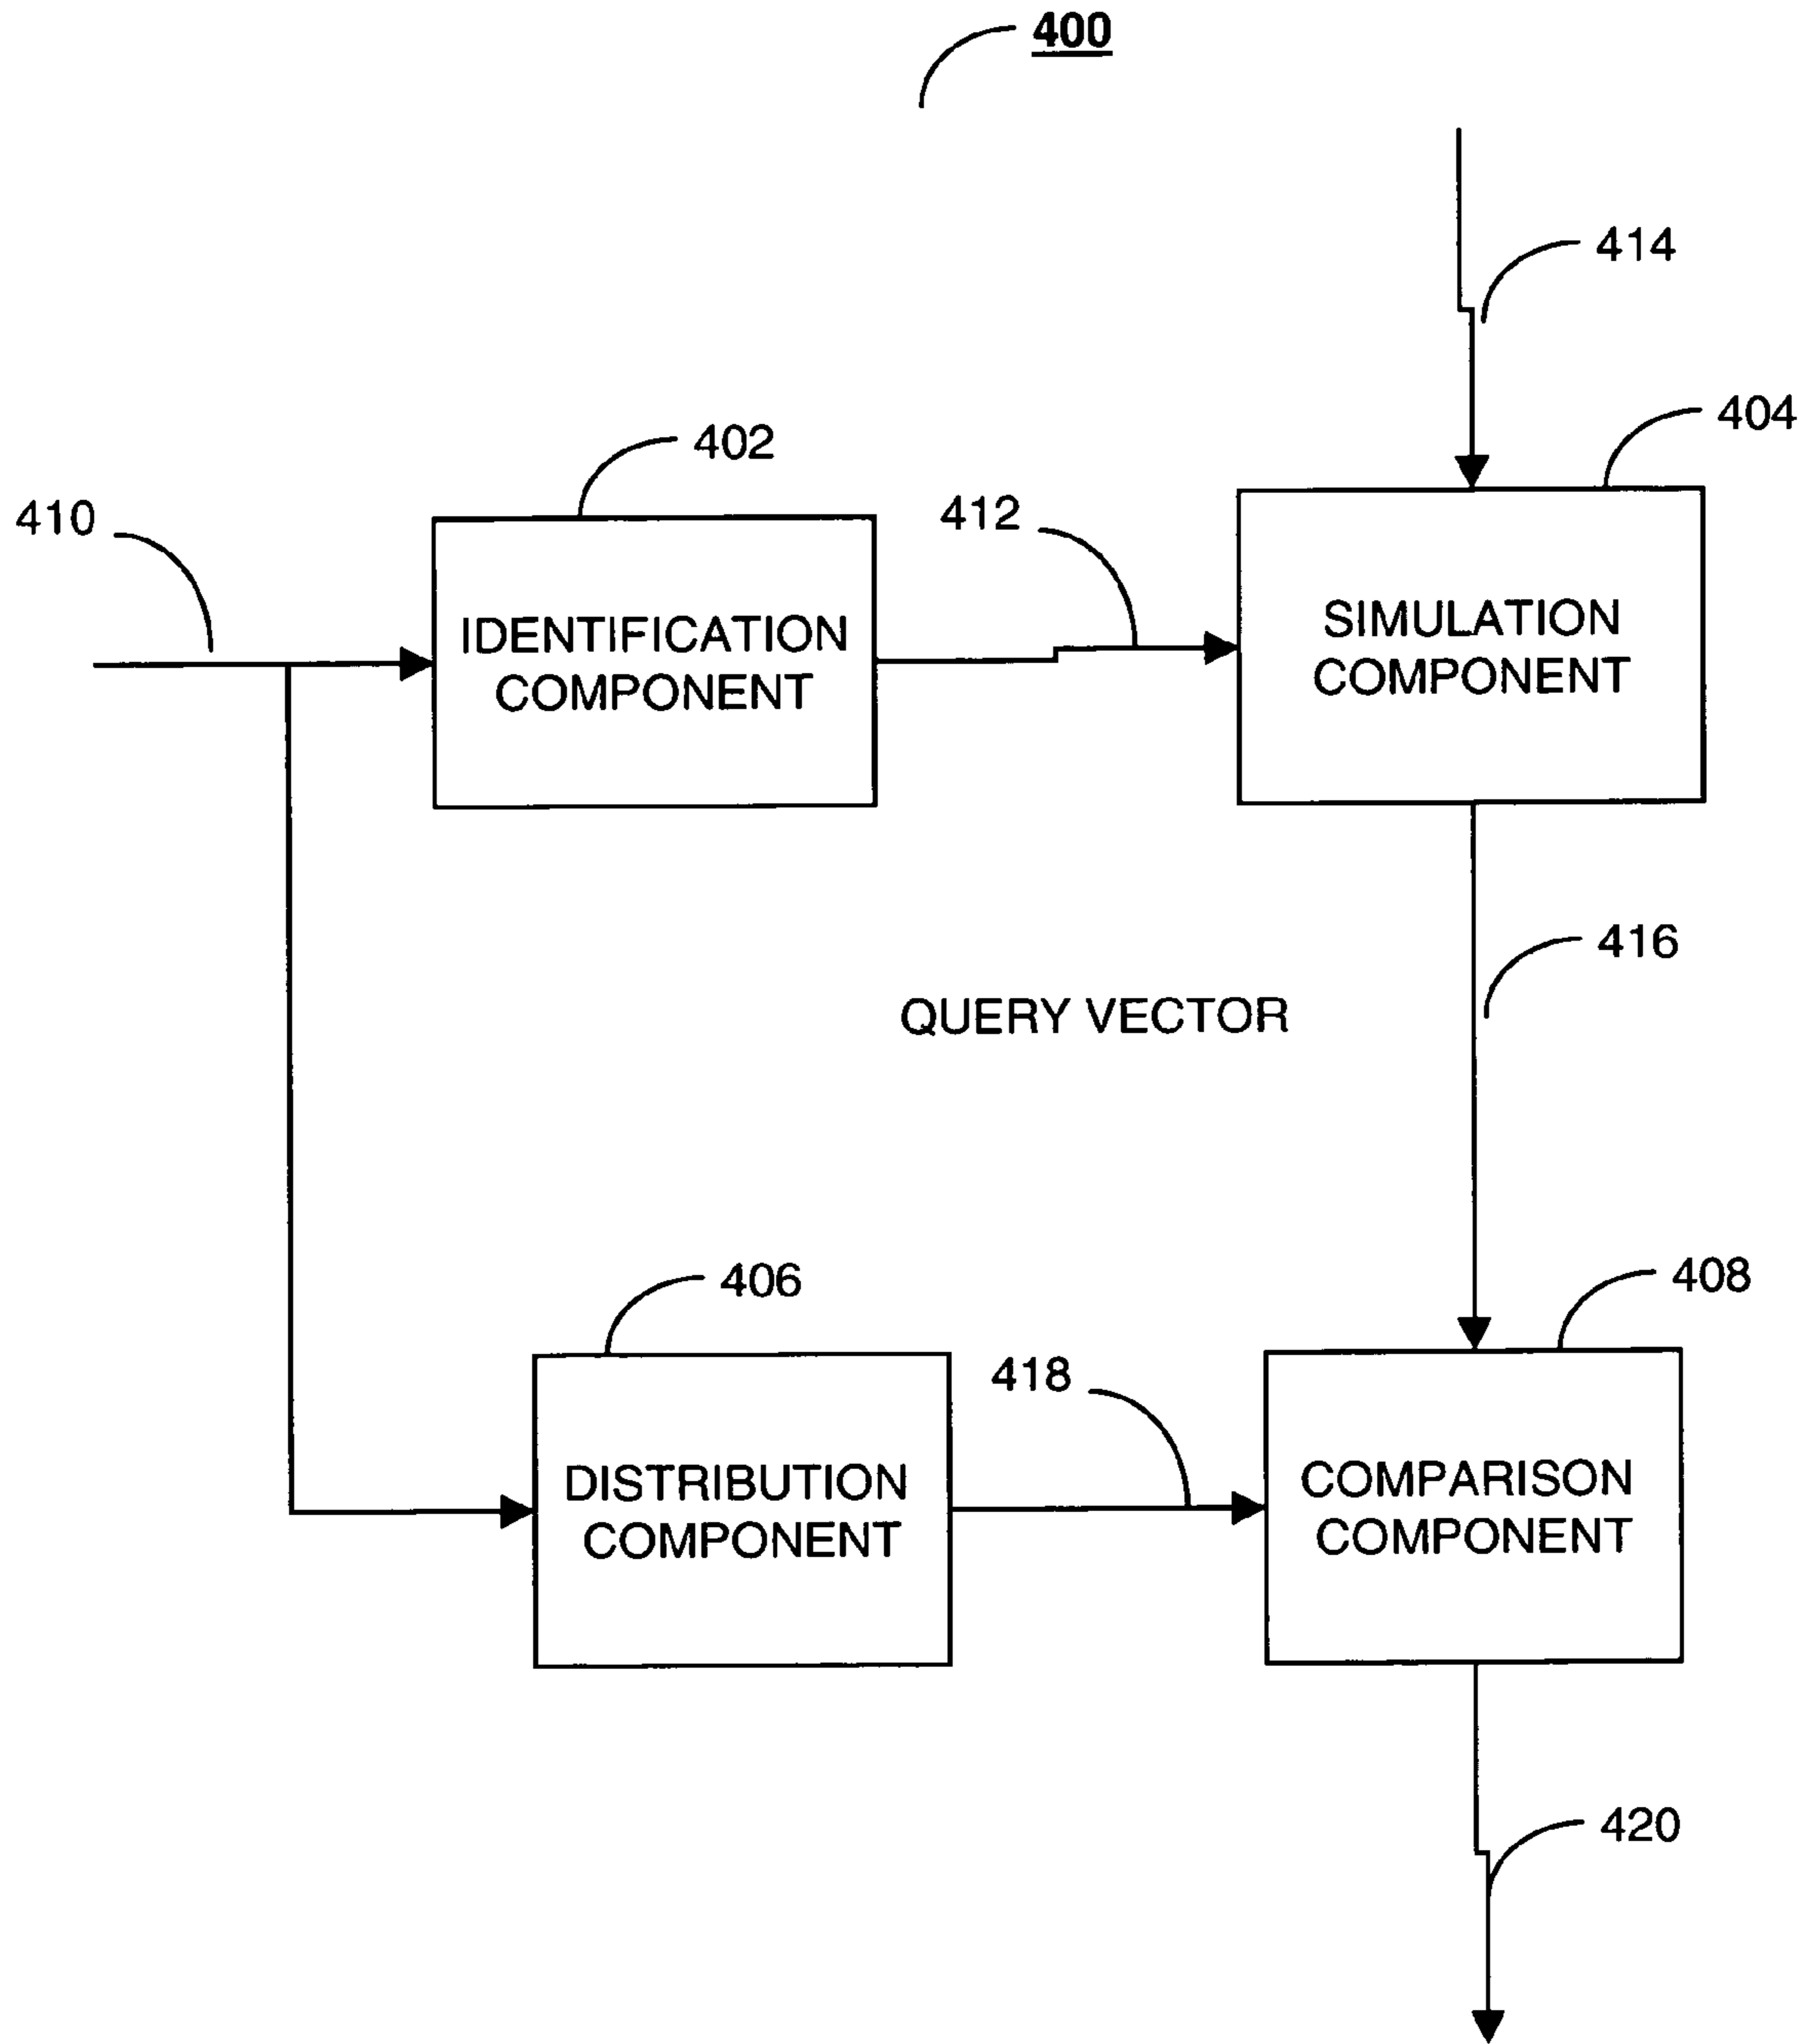 400
414
404
402
412
410
SIMULATION
COMPONENT
IDENTIFICATION
COMPONENT
416
QUERY VECTOR
408
406
418
COMPARISON
COMPONENT
DISTRIBUTION
COMPONENT
420